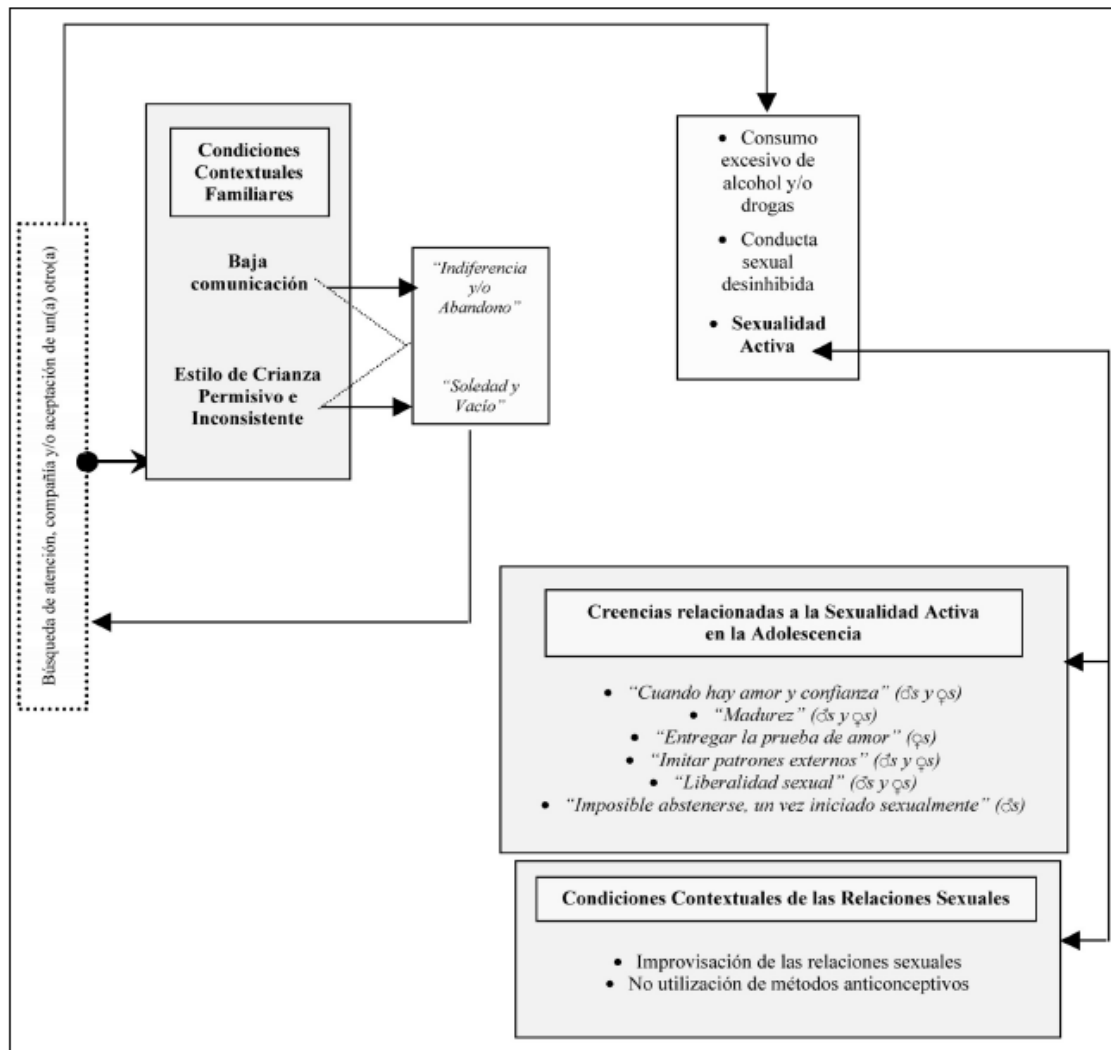 Búsqueda de atención, compañía y/o aceptación de un(a) otro(a)
Condiciones
Contextuales
Familiares
Baja
comunicación
Estilo de Crianza
Permisivo e
Inconsistente
“Indiferencia
y/o
Abandono”
“Soledad y
Vacío”
• Consumo
excesivo de
alcohol y/o
drogas
• Conducta
sexual
desinhibida
• Sexualidad
Activa
Creencias relacionadas a la Sexualidad Activa
en la Adolescencia
• “Cuando hay amor y confianza” (♂s y ♀s)
• “Madurez” (♂s y ♀s)
• “Entregar la prueba de amor” (♀s)
• “Imitar patrones externos” (♂s y ♀s)
• “Liberalidad sexual” (♂s y ♀s)
• “Imposible abstenerse, un vez iniciado sexualmente” (♂s)
Condiciones Contextuales de las Relaciones Sexuales
• Improvisación de las relaciones sexuales
• No utilización de métodos anticonceptivos